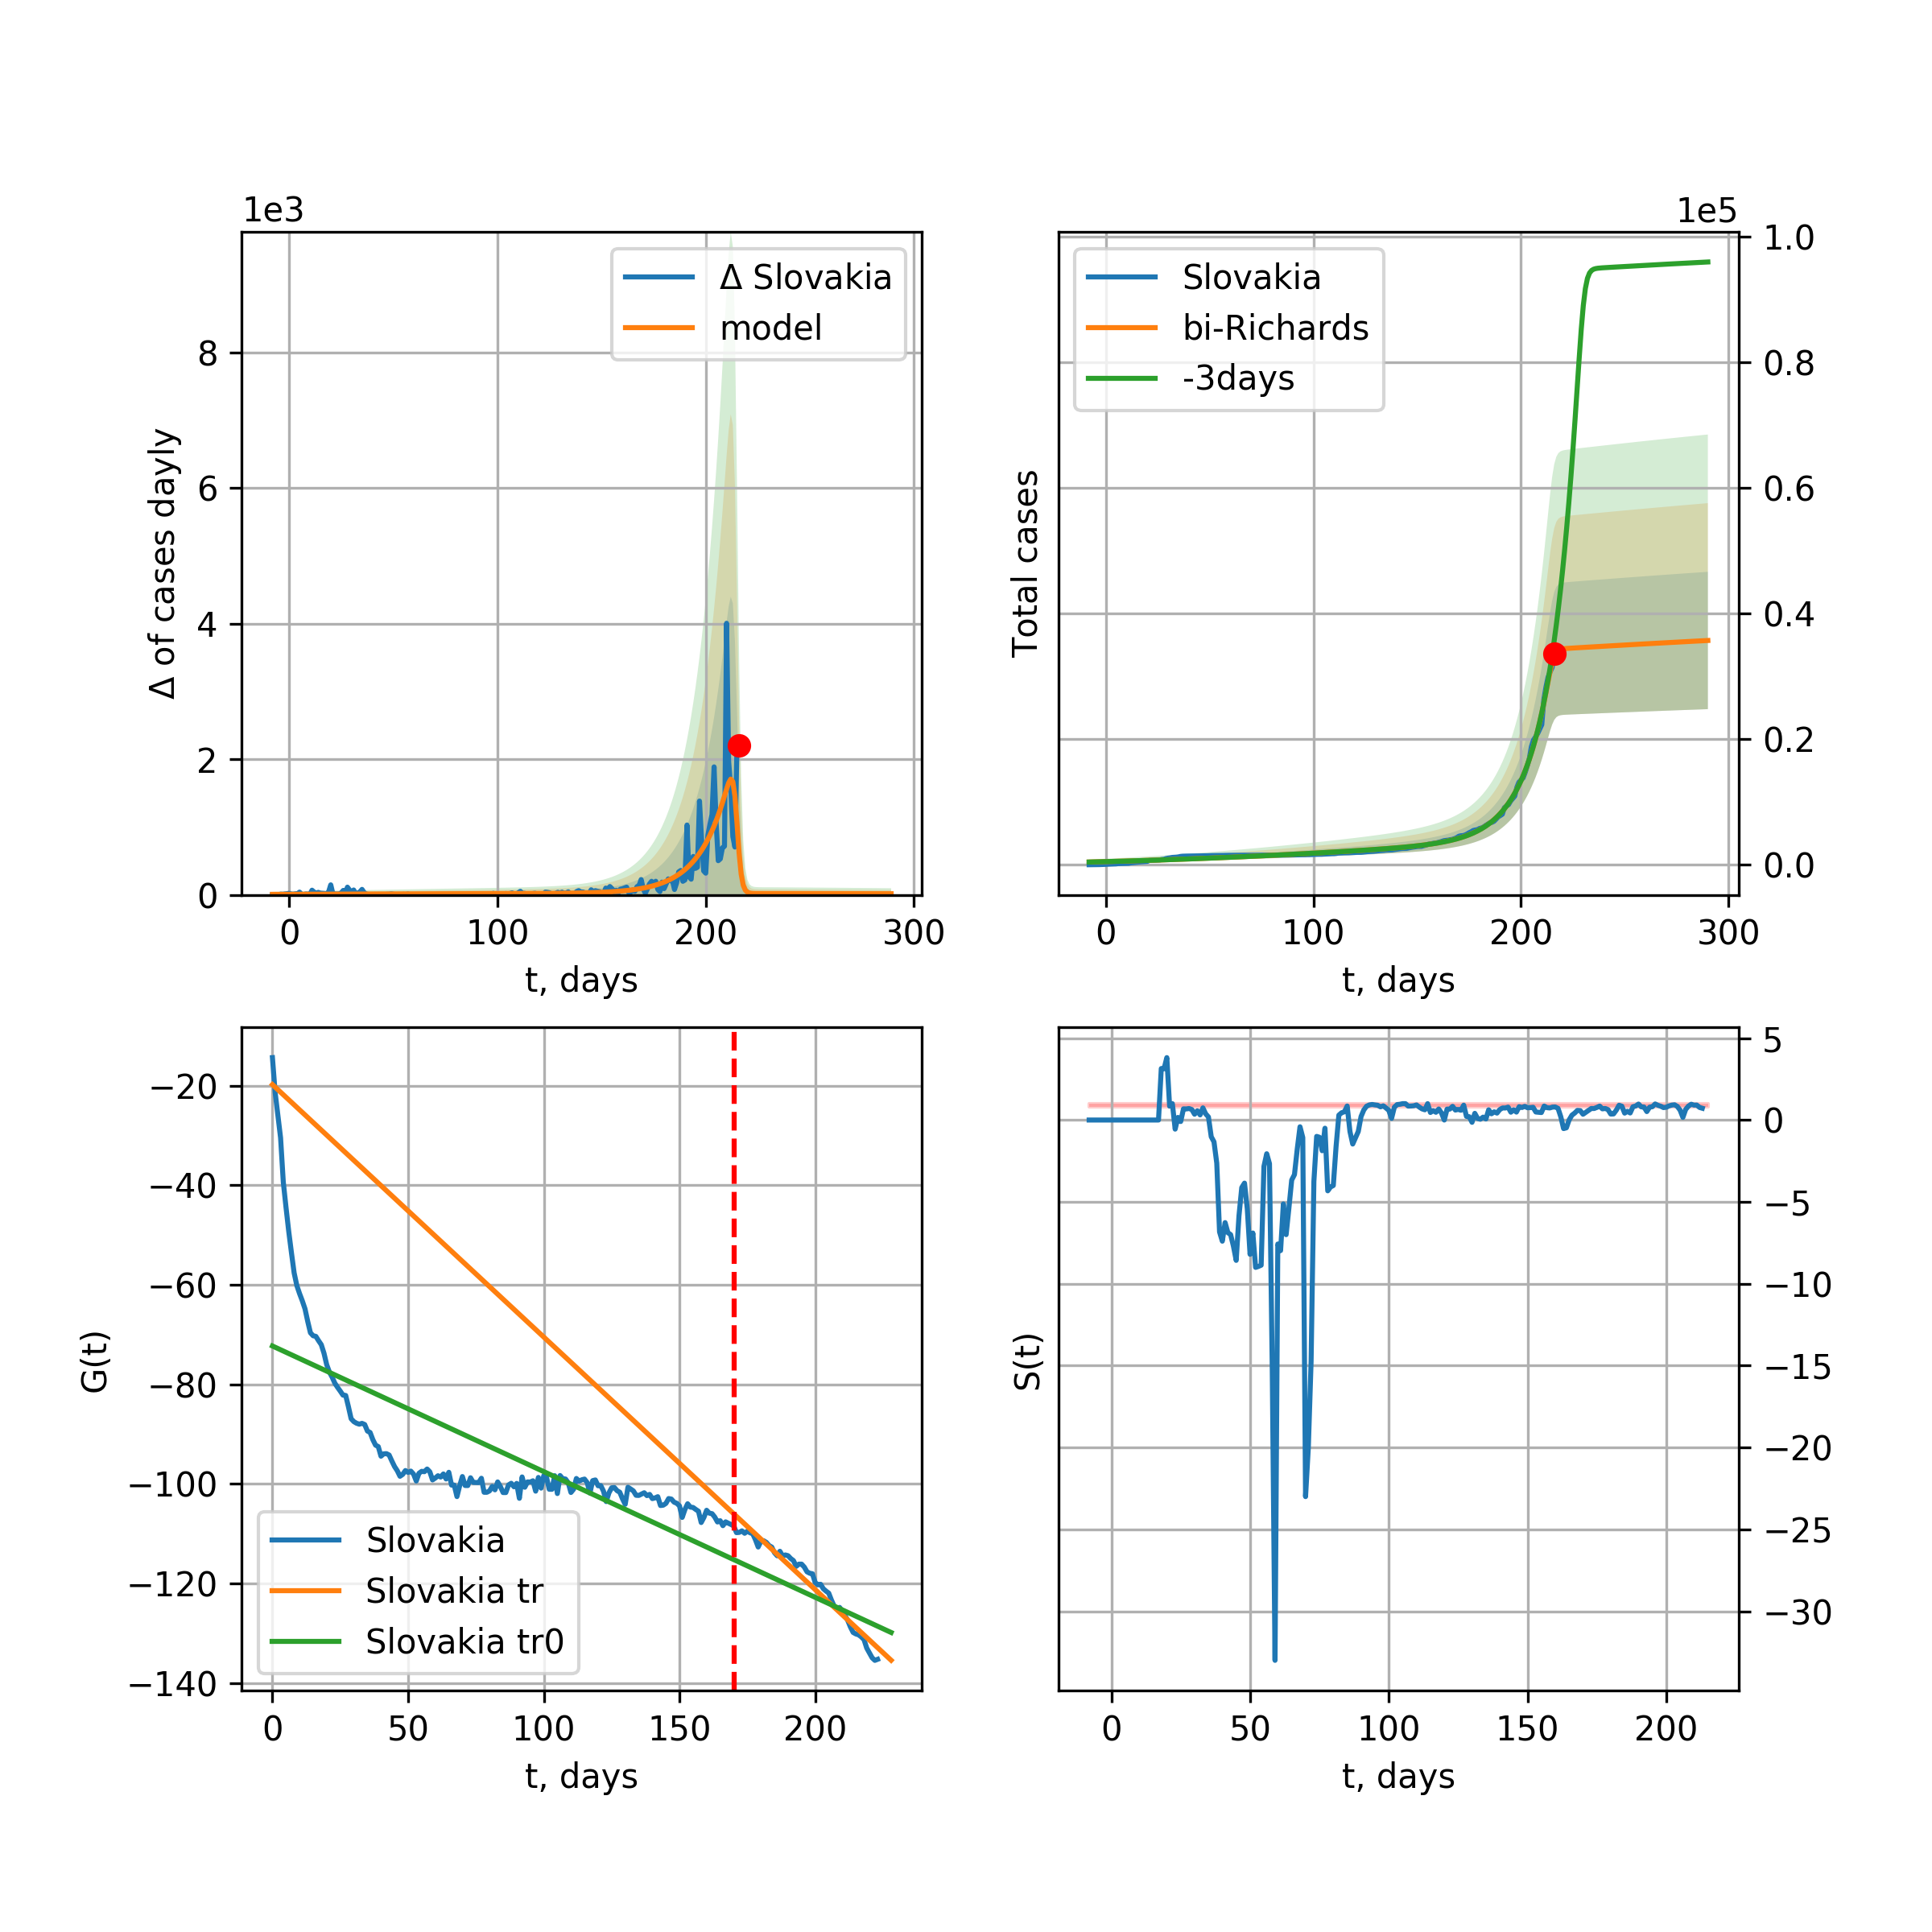 1e3
Δ of cases dayly
8
6
4
2
0
Δ Slovakia
model
0 100 200 300
t, days
1e5
Total cases
Slovakia
bi-Richards
-3days
1.0
0.8
0.6
0.4
0.2
0.0
0 100 200 300
t, days
G(t)
−20
−40
−60
−80
−100
−120
−140
Slovakia
Slovakia tr
Slovakia tr0
0 50 100 150 200
t, days
S(t)
5
0
−5
−10
−15
−20
−25
−30
0 50 100 150 200
t, days